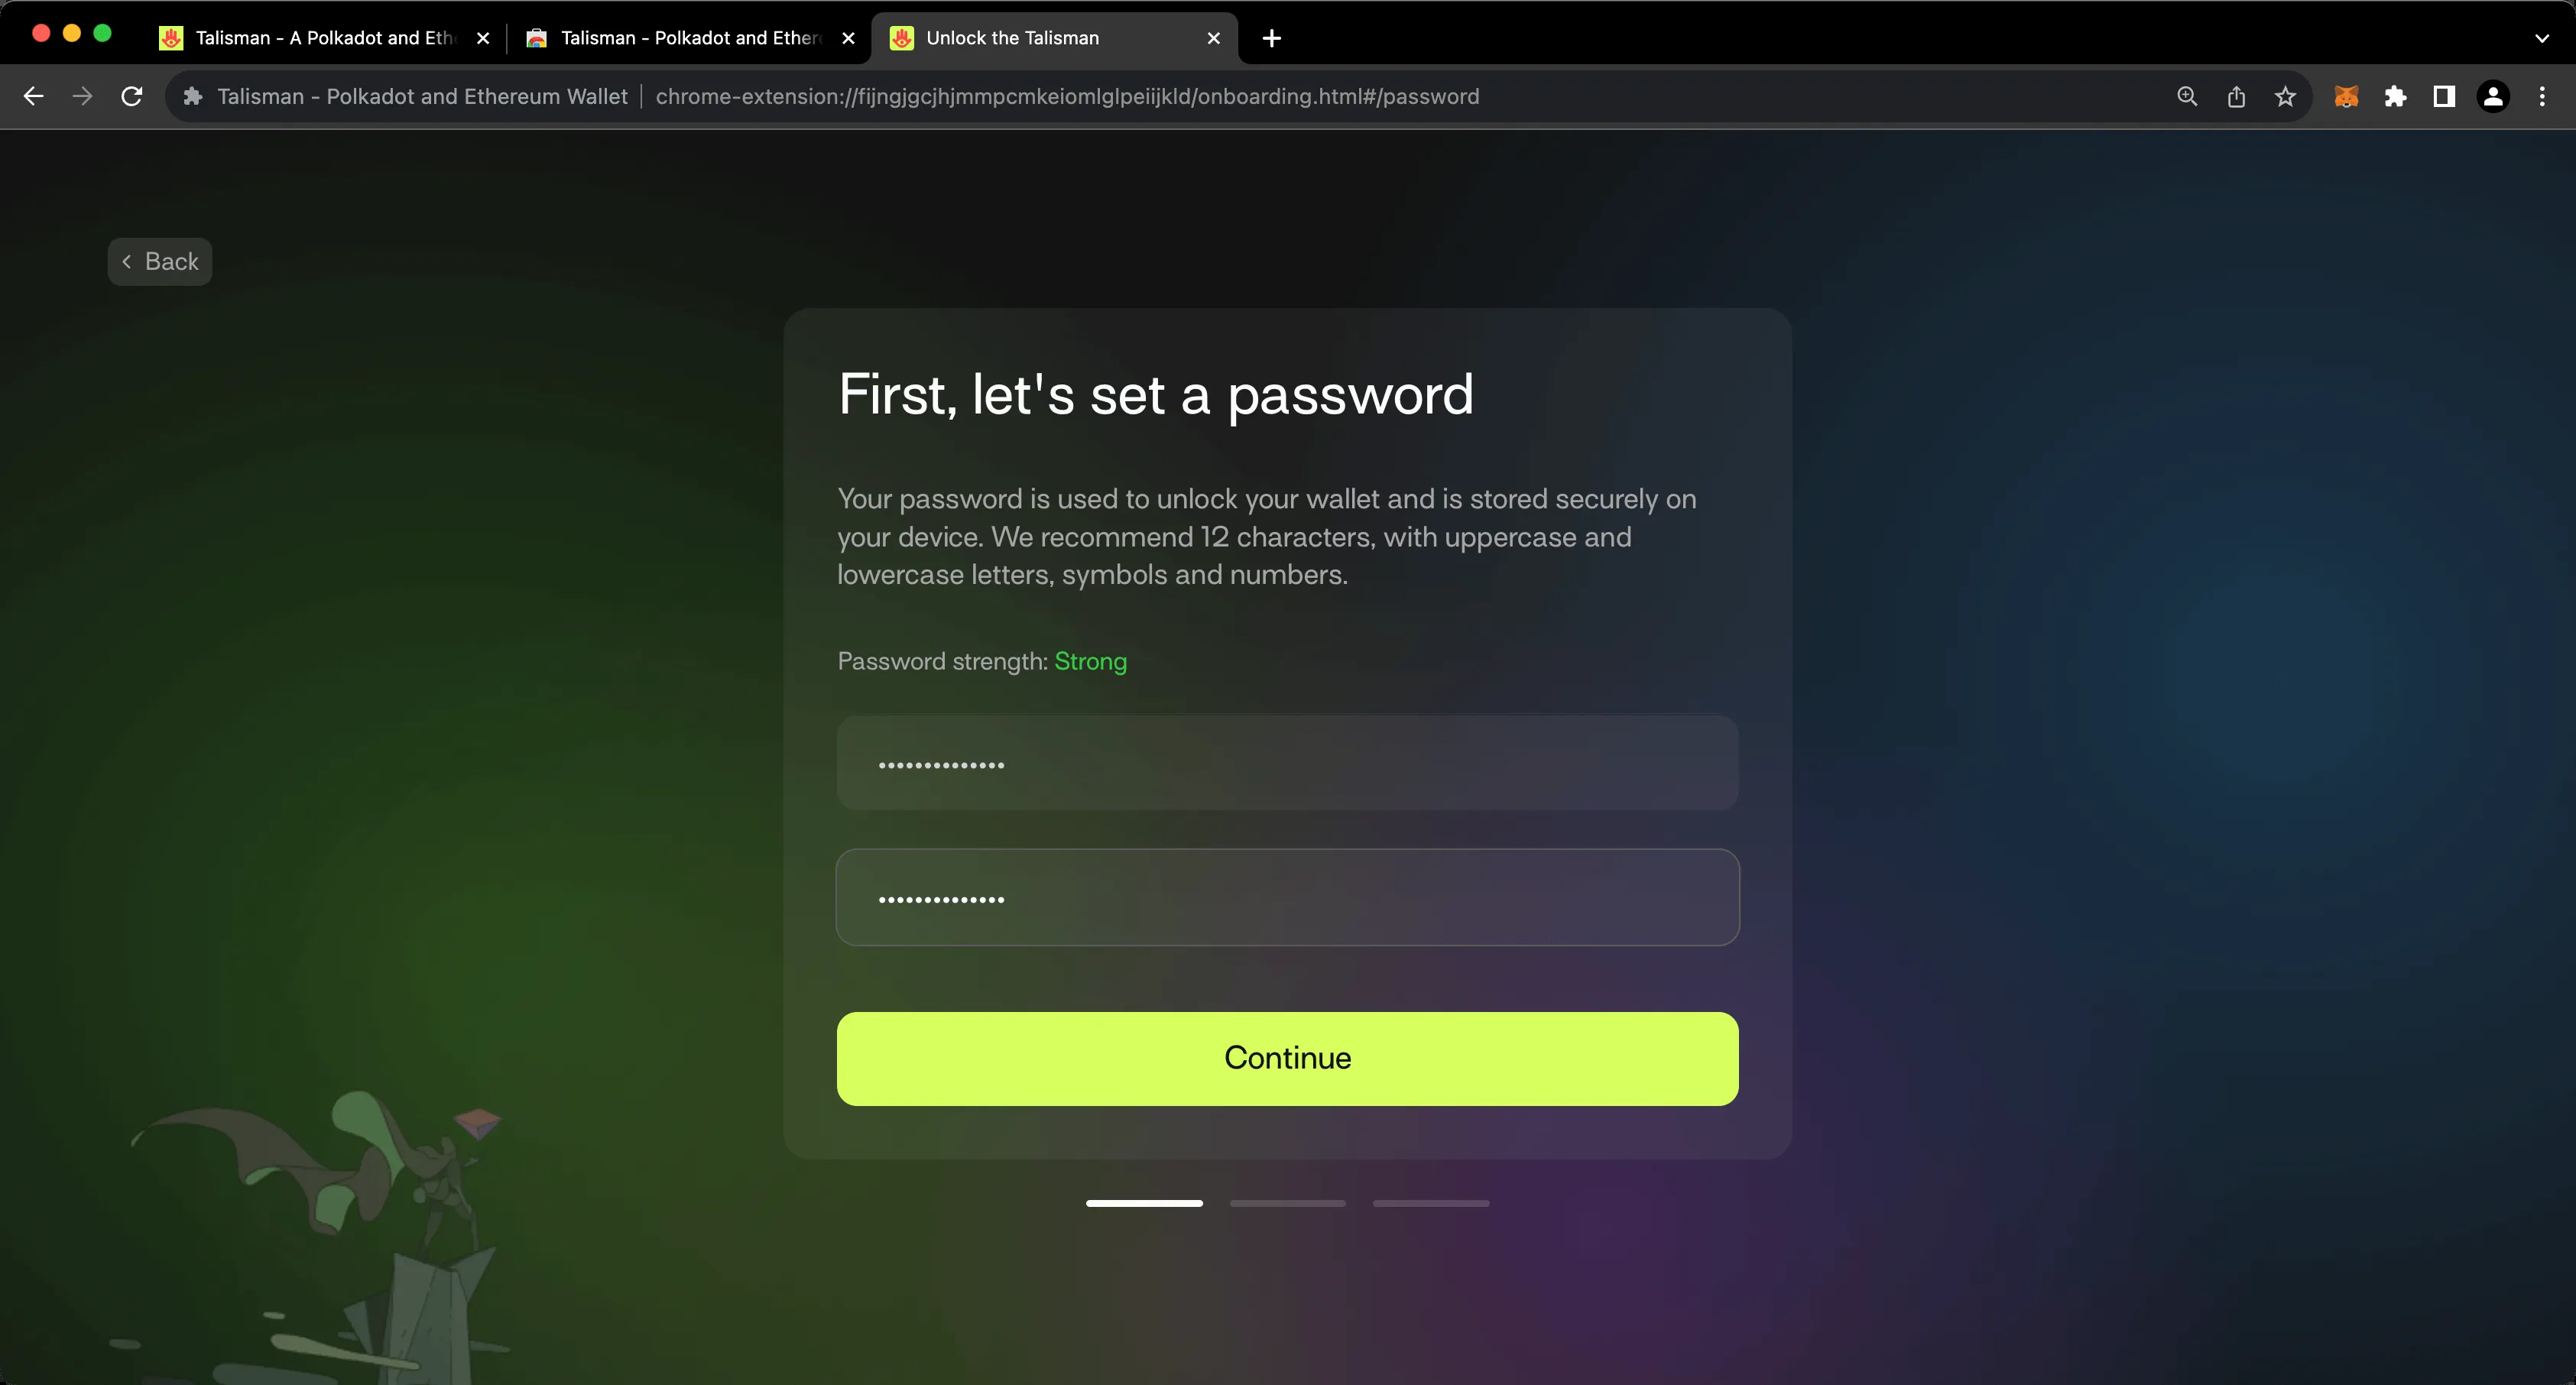 Talisman - A Polkadot and Eth
Talisman - Polkadot and Ether
Unlock the Talisman
Talisman - Polkadot and Ethereum Wallet
chrome-extension://fijngjgcjhjmmpcmkeiomlglpeiijkld/onboarding.html#/password
Back
First, let's set a password
Your password is used to unlock your wallet and is stored securely on
your device. We recommend 12 characters, with uppercase and
lowercase letters, symbols and numbers.
Password strength: Strong
••••••••••••••
••••••••••••••
Continue